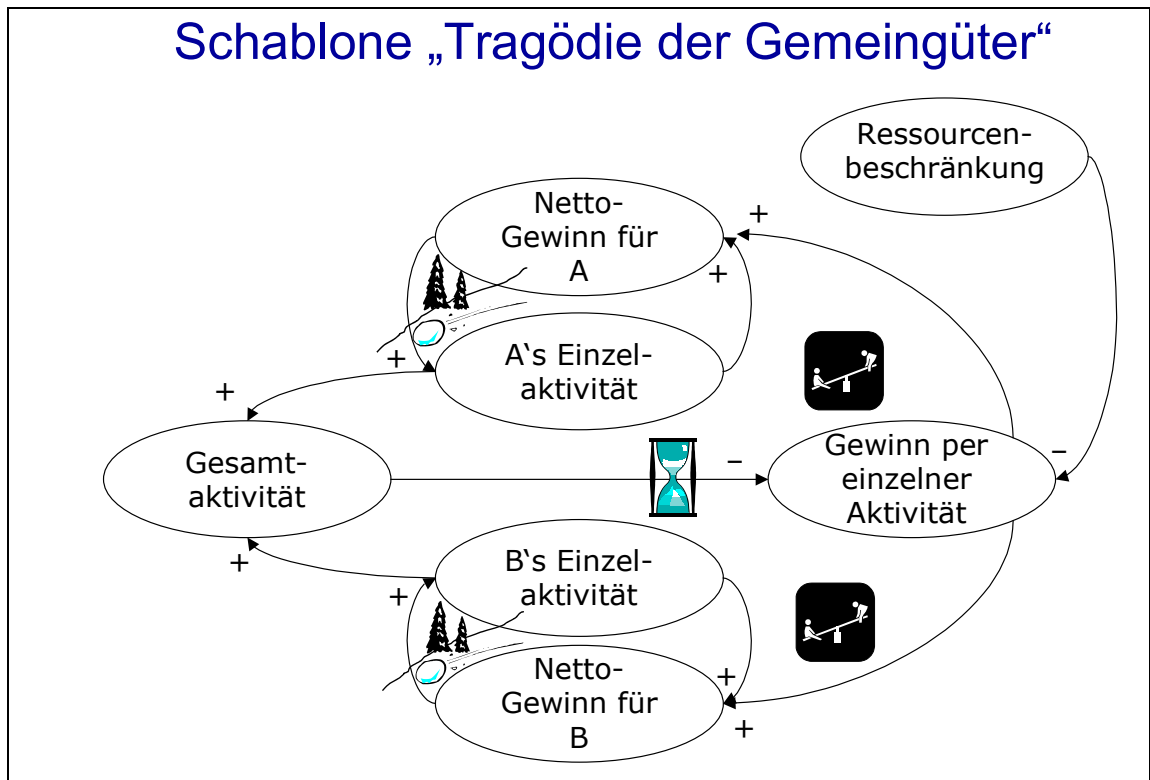 Schablone „Tragödie der Gemeingüter“
Ressourcen-
beschränkung
Netto-
Gewinn für
A
+
+
A‘s Einzel-
aktivität
+
+
Gesamt-
aktivität
–
Gewinn per
einzelner
Aktivität
–
+
B‘s Einzel-
aktivität
+
Netto-
Gewinn für
B
+
+